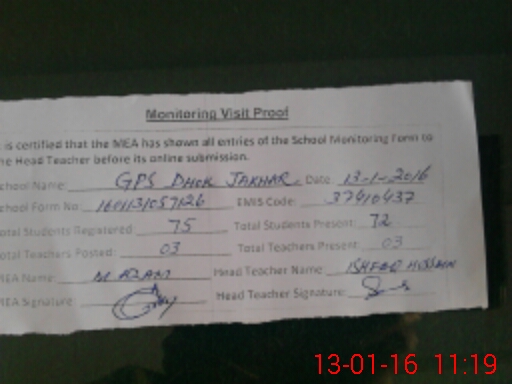 Monitoring Visit Proof
is certified that the MEA has shown all entries of the School Monitoring Form to
he Head Teacher before its online submission.
chool Name: GPS DHOK JAKHAR Date: 13-1-2016
chool Form No: EMIS Code: 37410437
otal Students Registered 75 Total Students Present: 72
otal Teachers Posted: 03 Total Teachers Present: 03
MEA Name: M AZAM Head Teacher Name: HUSSAIN
MEA Signature: Head Teacher Signature:
13-01-16 11:19